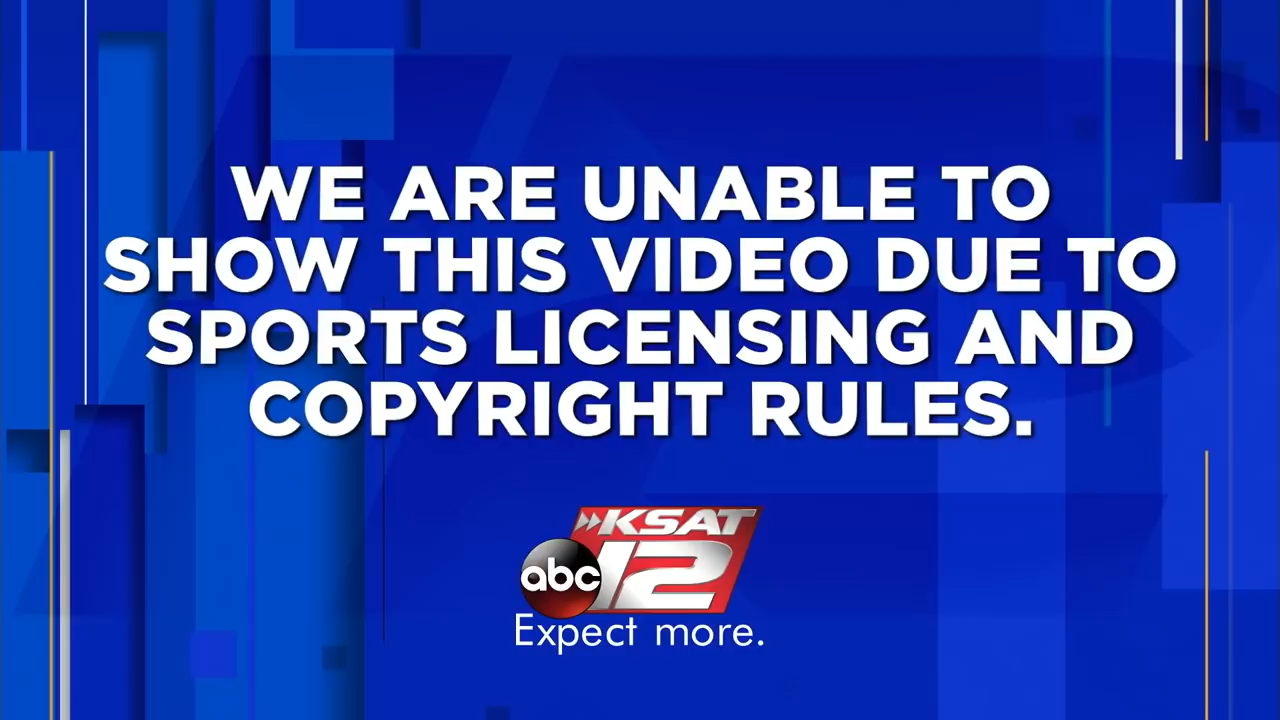 WE ARE UNABLE TO
SHOW THIS VIDEO DUE TO
SPORTS LICENSING AND
COPYRIGHT RULES.
KSAT
abc 12
Expect more.